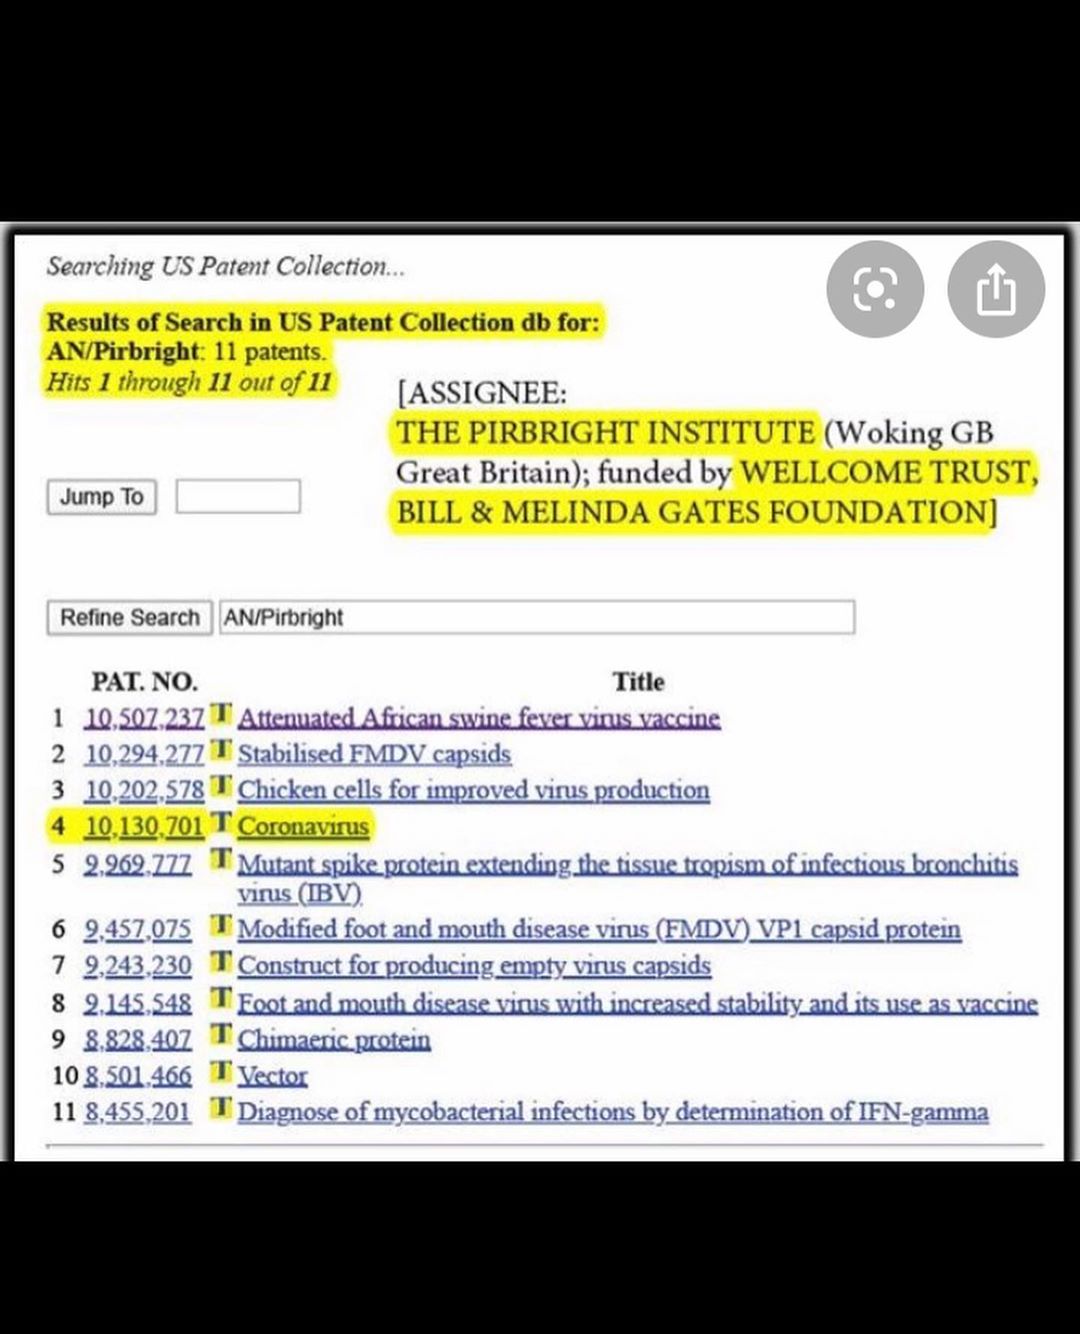 Searching US Patent Collection...
Results of Search in US Patent Collection db for:
AN/Pirbright: 11 patents.
Hits 1 through 11 out of 11
[ASSIGNEE:
THE PIRBRIGHT INSTITUTE (Woking GB
Great Britain); funded by WELLCOME TRUST,
BILL & MELINDA GATES FOUNDATION]
Jump To
Refine Search AN/Pirbright
PAT. NO. Title
1 10,507,237 T Attenuated African swine fever virus vaccine
2 10,294,277 T Stabilised FMDV capsids
3 10,202,578 T Chicken cells for improved virus production
4 10,130,701 T Coronavirus
5 9,969,777 T Mutant spike protein extending the tissue tropism of infectious bronchitis
virus (IBV)
6 9,457,075 T Modified foot and mouth disease virus (FMDV) VP1 capsid protein
7 9,243,230 T Construct for producing empty virus capsids
8 9,145,548 T Foot and mouth disease virus with increased stability and its use as vaccine
9 8,828,407 T Chimaeric protein
10 8,501,466 T Vector
11 8,455,201 T Diagnose of mycobacterial infections by determination of IFN-gamma